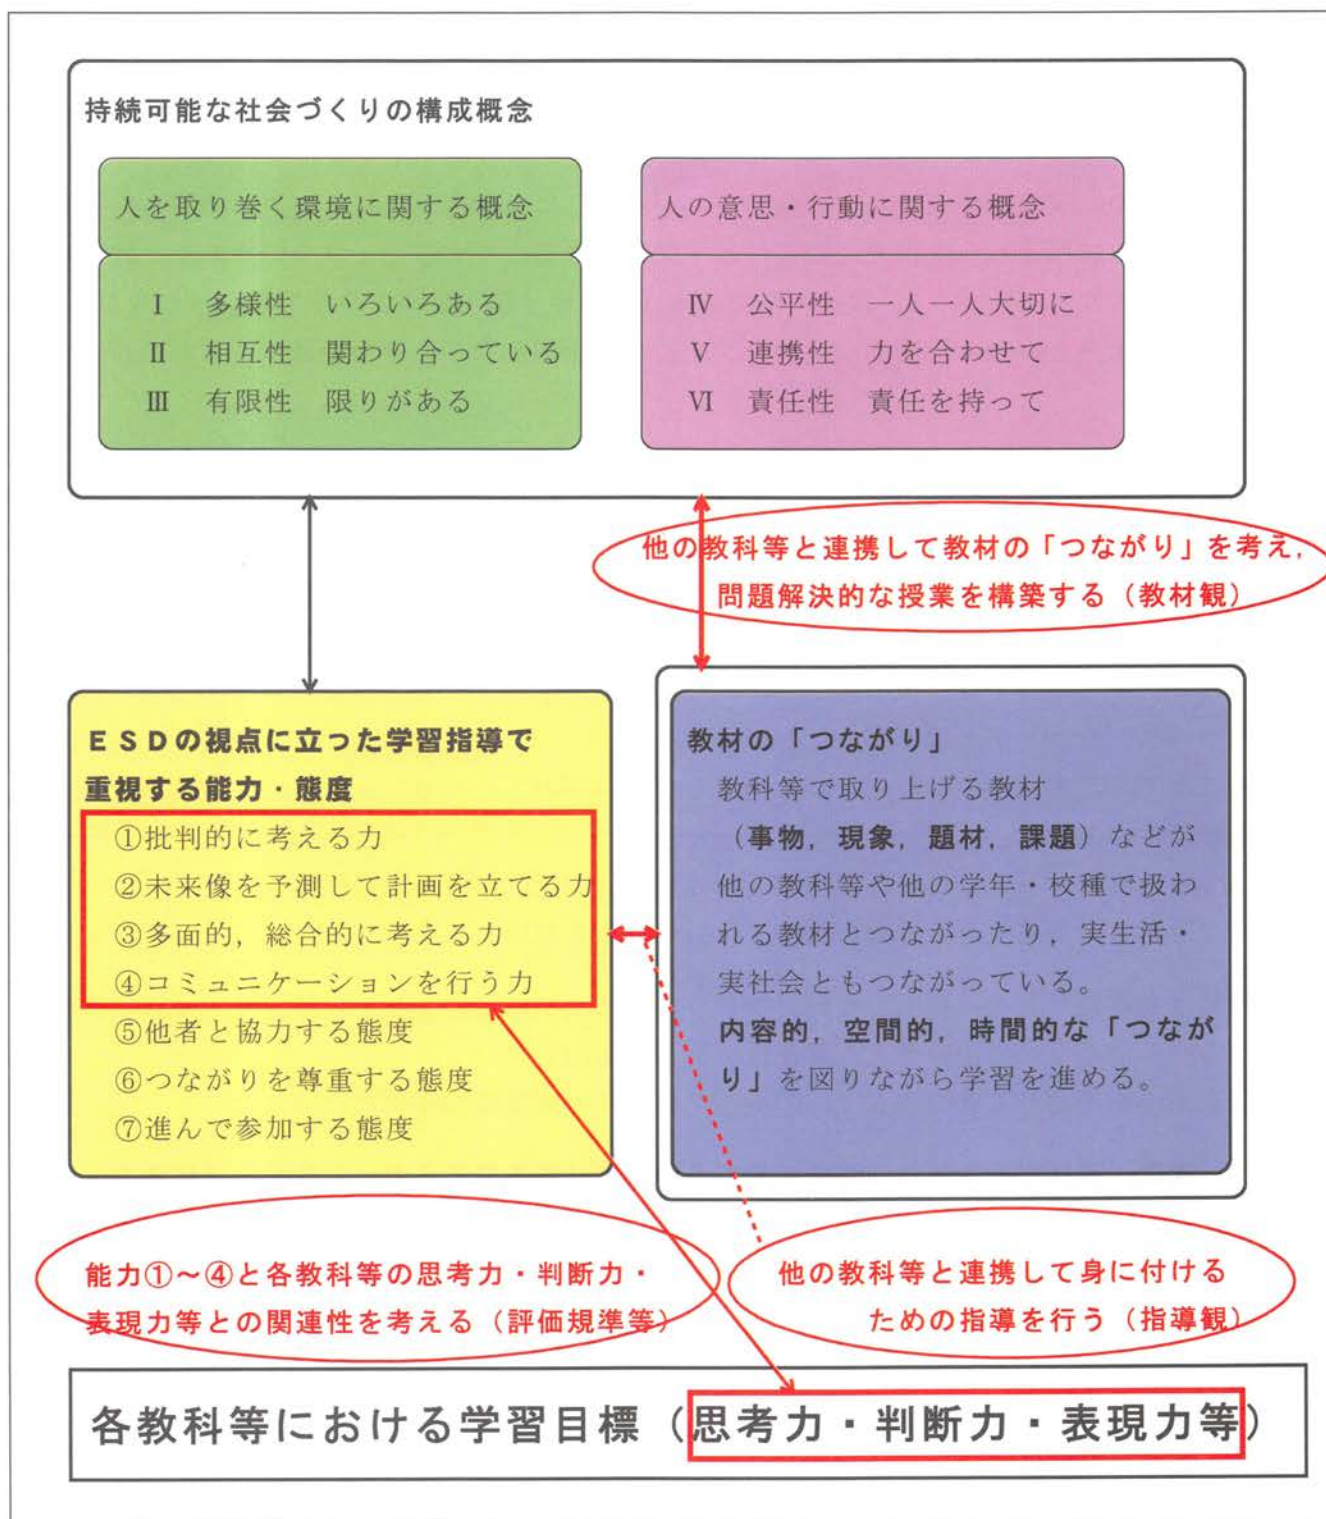 持続可能な社会づくりの構成概念
人を取り巻く環境に関する概念
Ⅰ 多様性 いろいろある
Ⅱ 相互性 関わり合っている
Ⅲ 有限性 限りがある
人の意思・行動に関する概念
Ⅳ 公平性 一人一人大切に
Ⅴ 連携性 力を合わせて
Ⅵ 責任性 責任を持って
他の教科等と連携して教材の「つながり」を考え，
問題解決的な授業を構築する（教材観）
ＥＳＤの視点に立った学習指導で
重視する能力・態度
①批判的に考える力
②未来像を予測して計画を立てる力
③多面的，総合的に考える力
④コミュニケーションを行う力
⑤他者と協力する態度
⑥つながりを尊重する態度
⑦進んで参加する態度
教材の「つながり」
教科等で取り上げる教材
（事物，現象，題材，課題）などが
他の教科等や他の学年・校種で扱わ
れる教材とつながったり，実生活・
実社会ともつながっている。
内容的，空間的，時間的な「つなが
り」を図りながら学習を進める。
能力①～④と各教科等の思考力・判断力・
表現力等との関連性を考える（評価規準等）
他の教科等と連携して身に付ける
ための指導を行う（指導観）
各教科等における学習目標（思考力・判断力・表現力等）